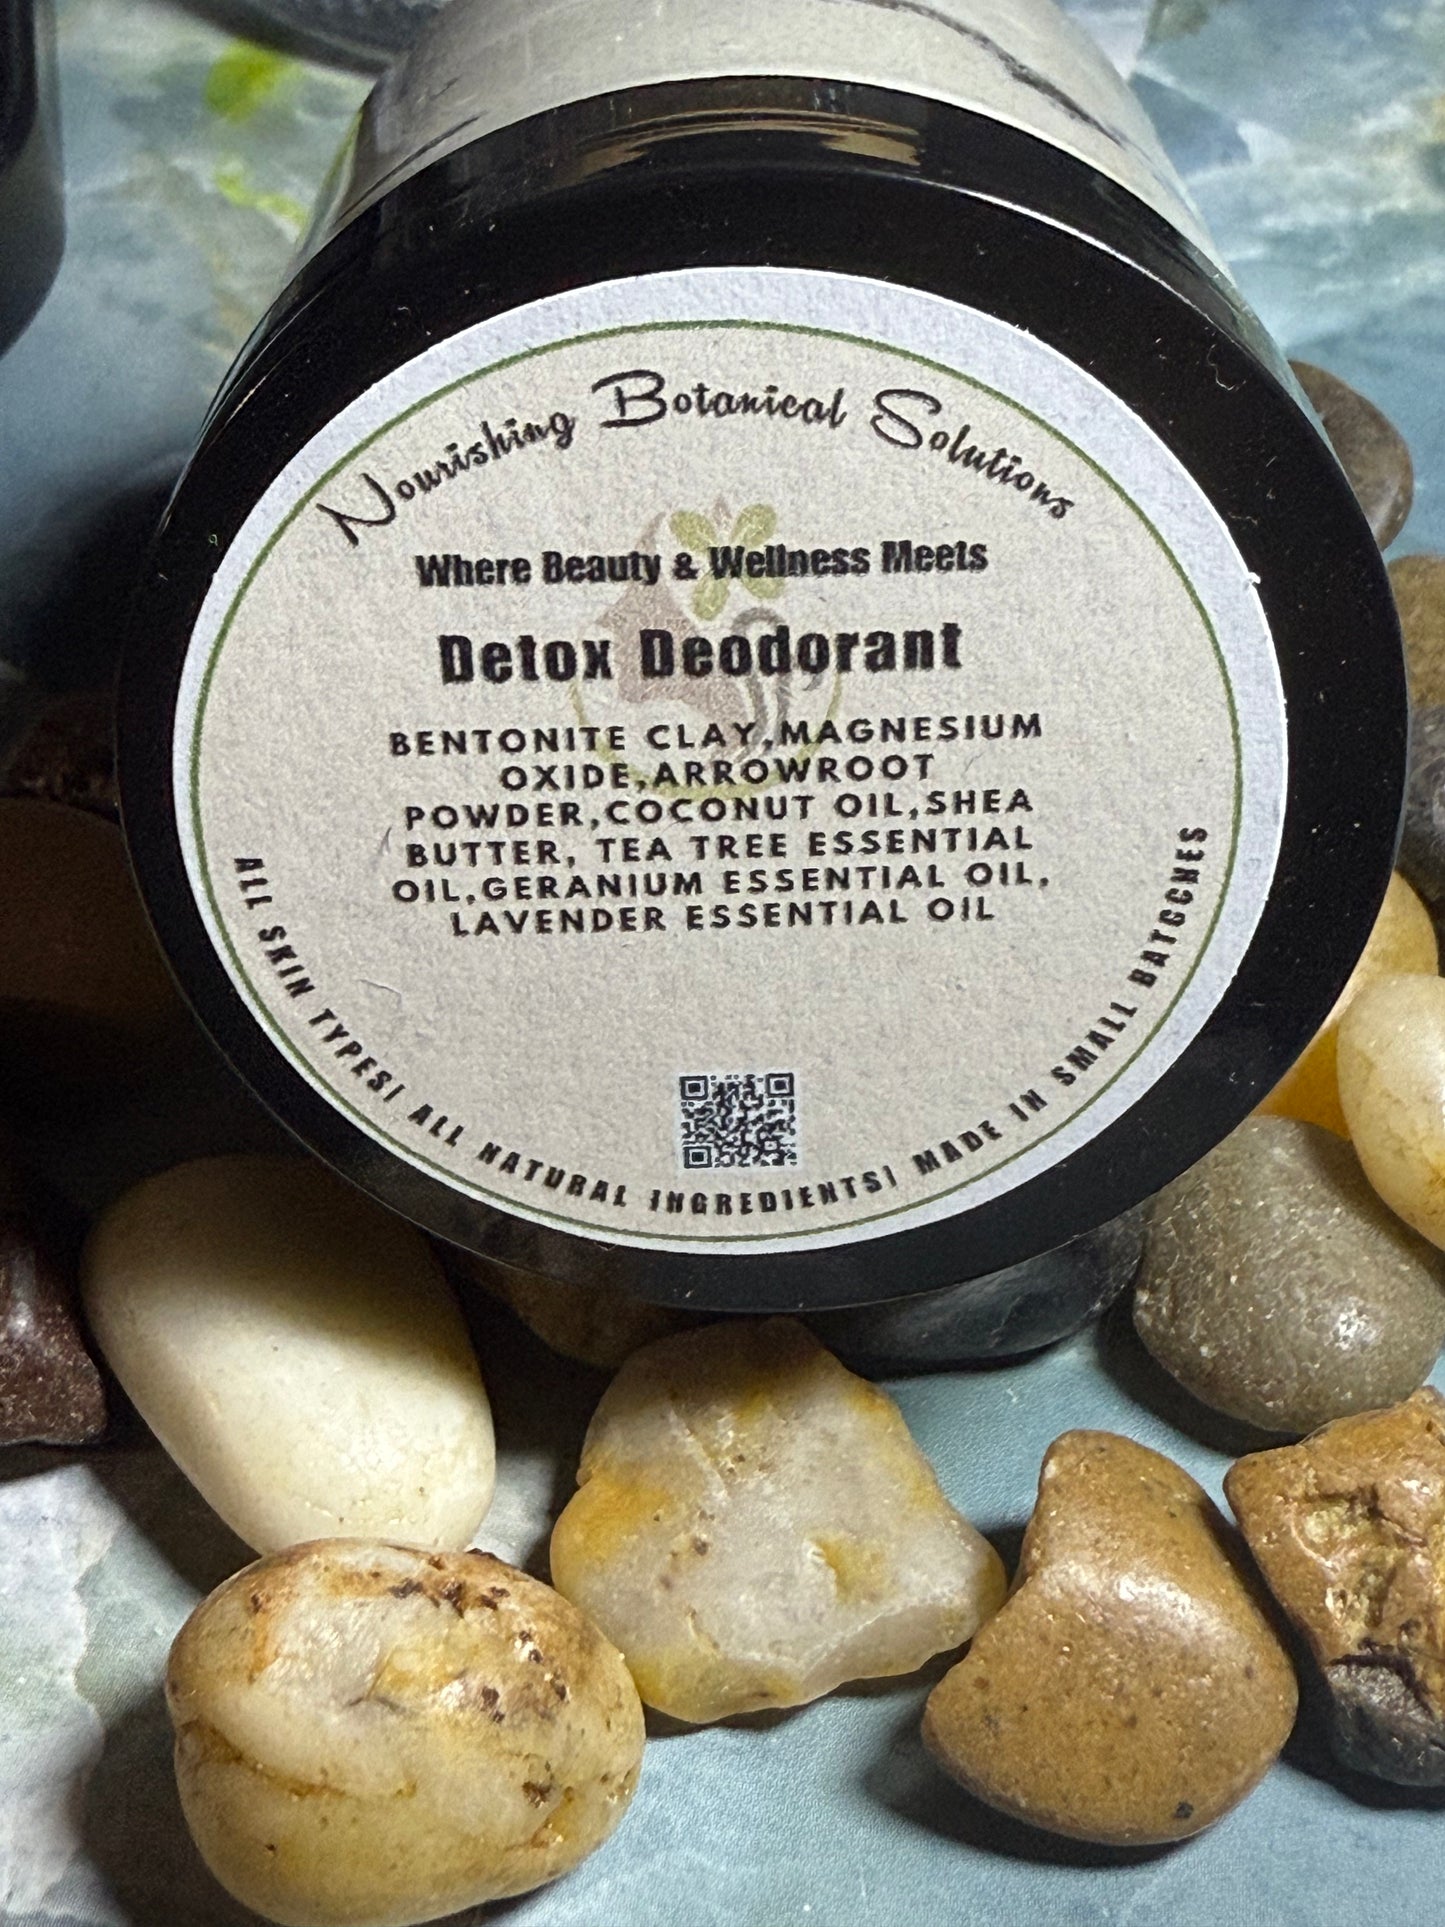 Nourishing Botanical Solutions
Where Beauty & Wellness Meets
Detox Deodorant
BENTONITE CLAY,MAGNESIUM
OXIDE,ARROWROOT
POWDER,COCONUT OIL,SHEA
BUTTER, TEA TREE ESSENTIAL
OIL,GERANIUM ESSENTIAL OIL,
LAVENDER ESSENTIAL OIL
ALL SKIN TYPES| ALL NATURAL INGREDIENTS| MADE IN SMALL BATCCHES